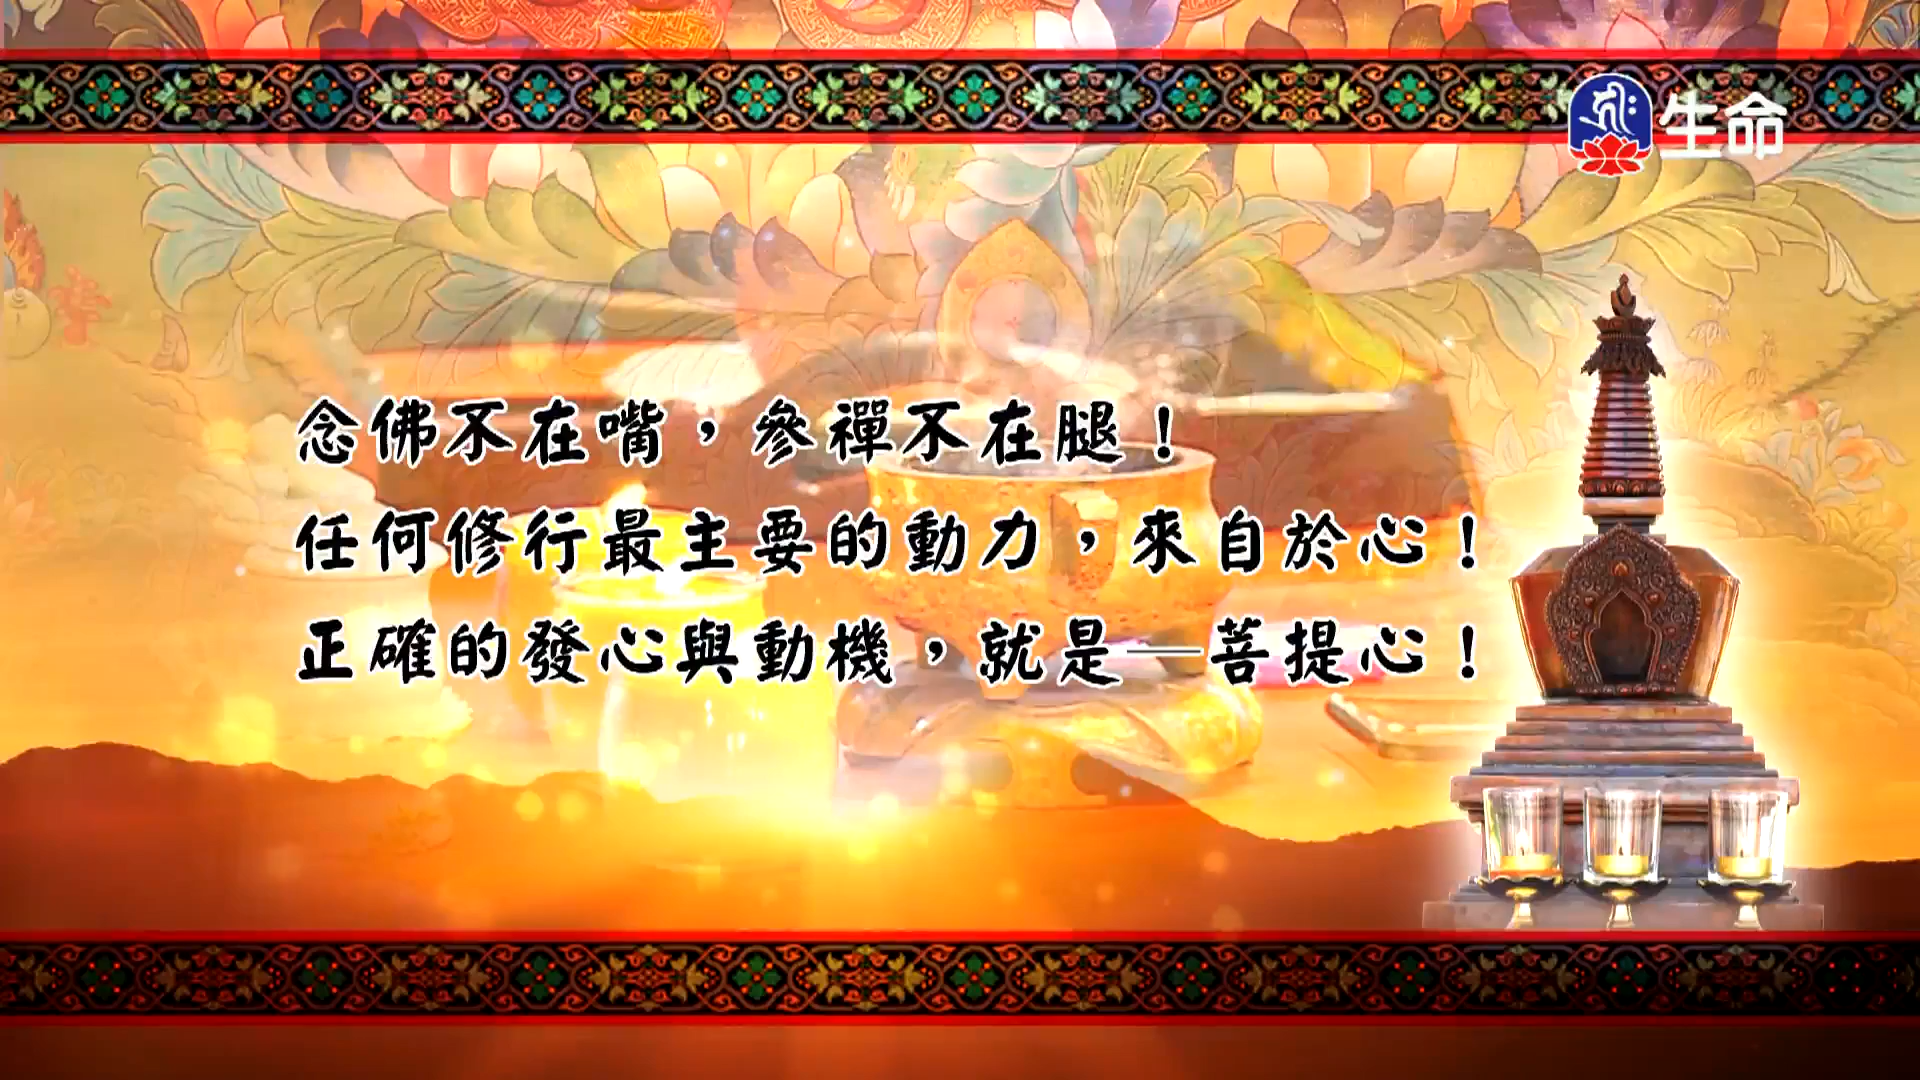 生命
念佛不在嘴，參禪不在腿！
任何修行最主要的動力，來自於心！
正確的發心與動機，就是──菩提心！